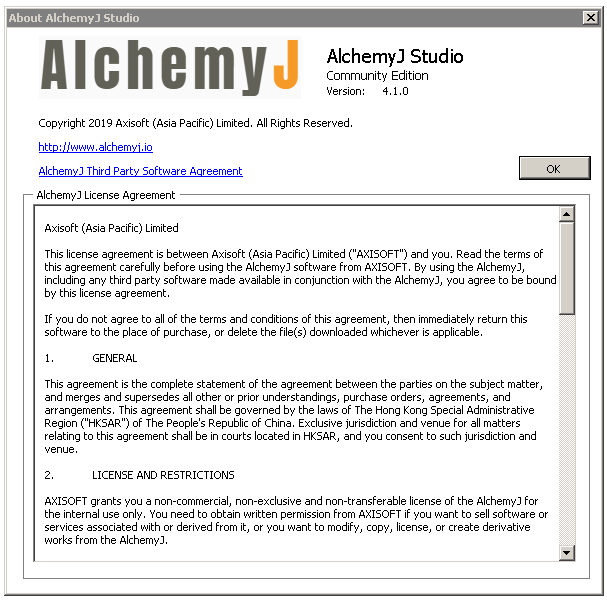 About AlchemyJ Studio
AlchemyJ
AlchemyJ Studio
Community Edition
Version: 4.1.0
Copyright 2019 Axisoft (Asia Pacific) Limited. All Rights Reserved.
http://www.alchemyj.io
AlchemyJ Third Party Software Agreement
OK
AlchemyJ License Agreement
Axisoft (Asia Pacific) Limited
This license agreement is between Axisoft (Asia Pacific) Limited ("AXISOFT") and you. Read the terms of
this agreement carefully before using the AlchemyJ software from AXISOFT. By using the AlchemyJ,
including any third party software made available in conjunction with the AlchemyJ, you agree to be bound
by this license agreement.
If you do not agree to all of the terms and conditions of this agreement, then immediately return this
software to the place of purchase, or delete the file(s) downloaded whichever is applicable.
1. GENERAL
This agreement is the complete statement of the agreement between the parties on the subject matter,
and merges and supersedes all other or prior understandings, purchase orders, agreements, and
arrangements. This agreement shall be governed by the laws of The Hong Kong Special Administrative
Region ("HKSAR") of The People's Republic of China. Exclusive jurisdiction and venue for all matters
relating to this agreement shall be in courts located in HKSAR, and you consent to such jurisdiction and
venue.
2. LICENSE AND RESTRICTIONS
AXISOFT grants you a non-commercial, non-exclusive and non-transferable license of the AlchemyJ for
the internal use only. You need to obtain written permission from AXISOFT if you want to sell software or
services associated with or derived from it, or you want to modify, copy, license, or create derivative
works from the AlchemyJ.